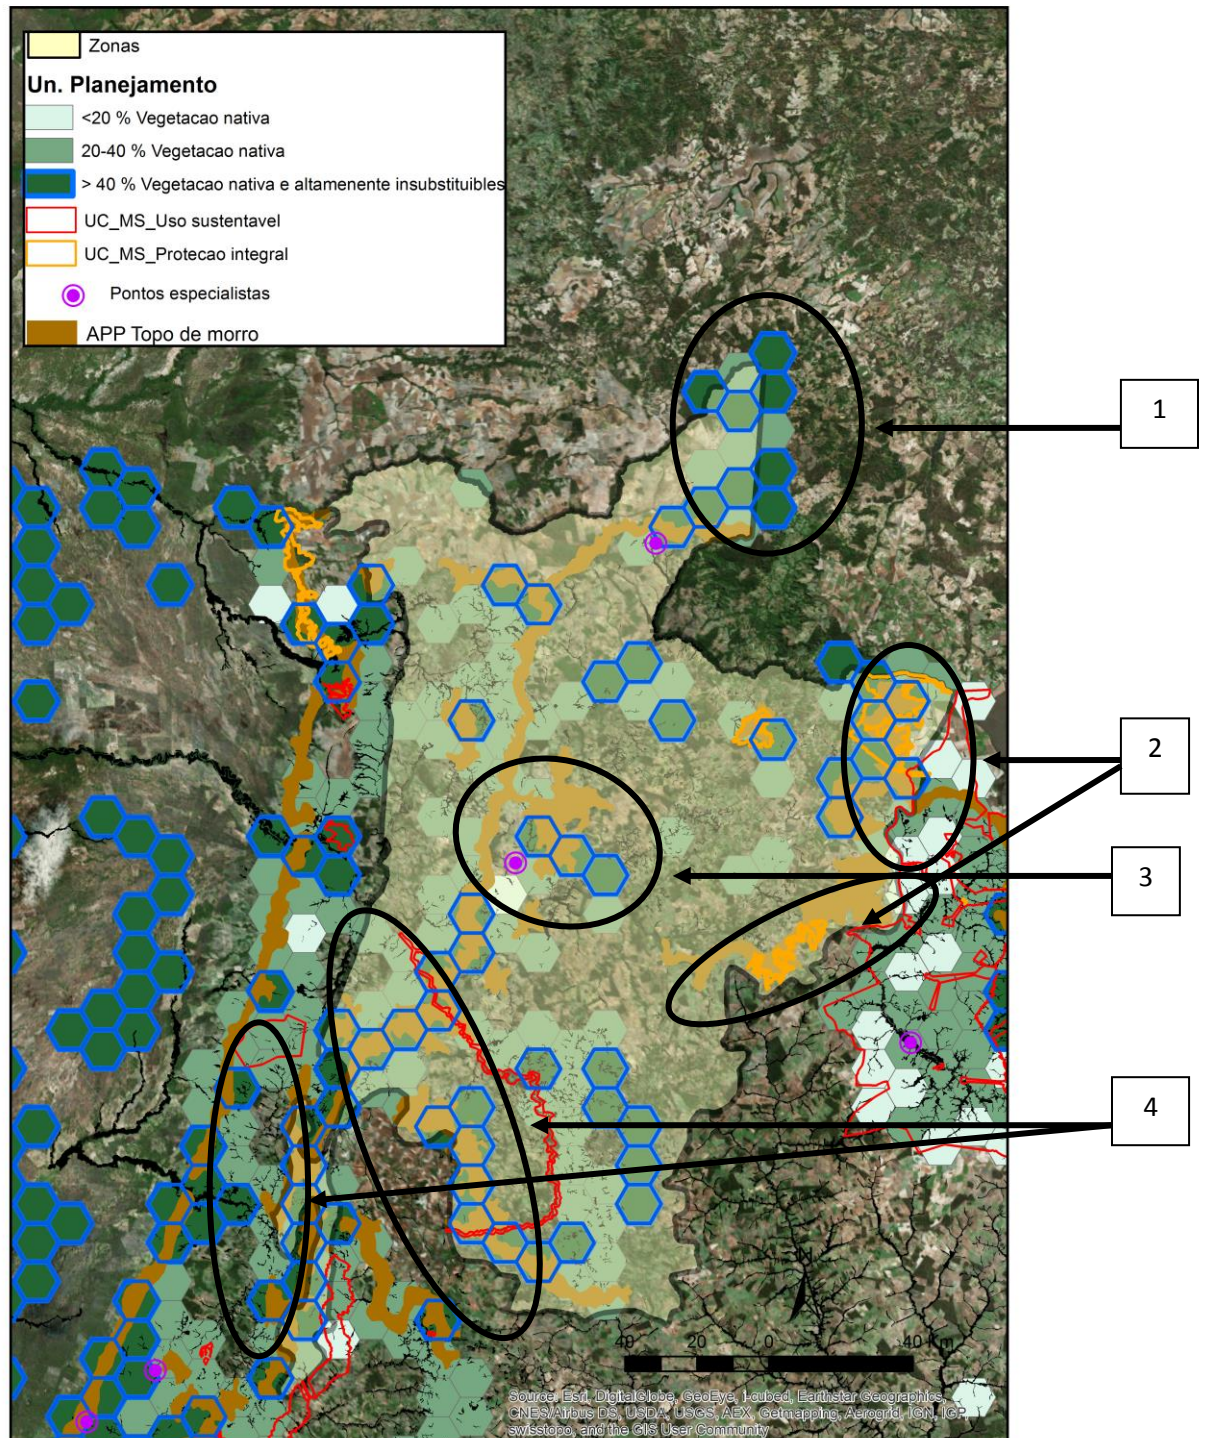 Zonas
Un. Planejamento
<20 % Vegetacao nativa
20-40 % Vegetacao nativa
> 40 % Vegetacao nativa e altamenente insubstituibles
UC_MS_Uso sustentavel
UC_MS_Protecao integral
Pontos especialistas
APP Topo de morro
1
2
3
4
N
40 20 0 40 Km
Source: Esri, DigitalGlobe, GeoEye, i-cubed, Earthstar Geographics,
CNES/Airbus DS, USDA, USGS, AEX, Getmapping, Aerogrid, IGN, IGP,
swisstopo, and the GIS User Community